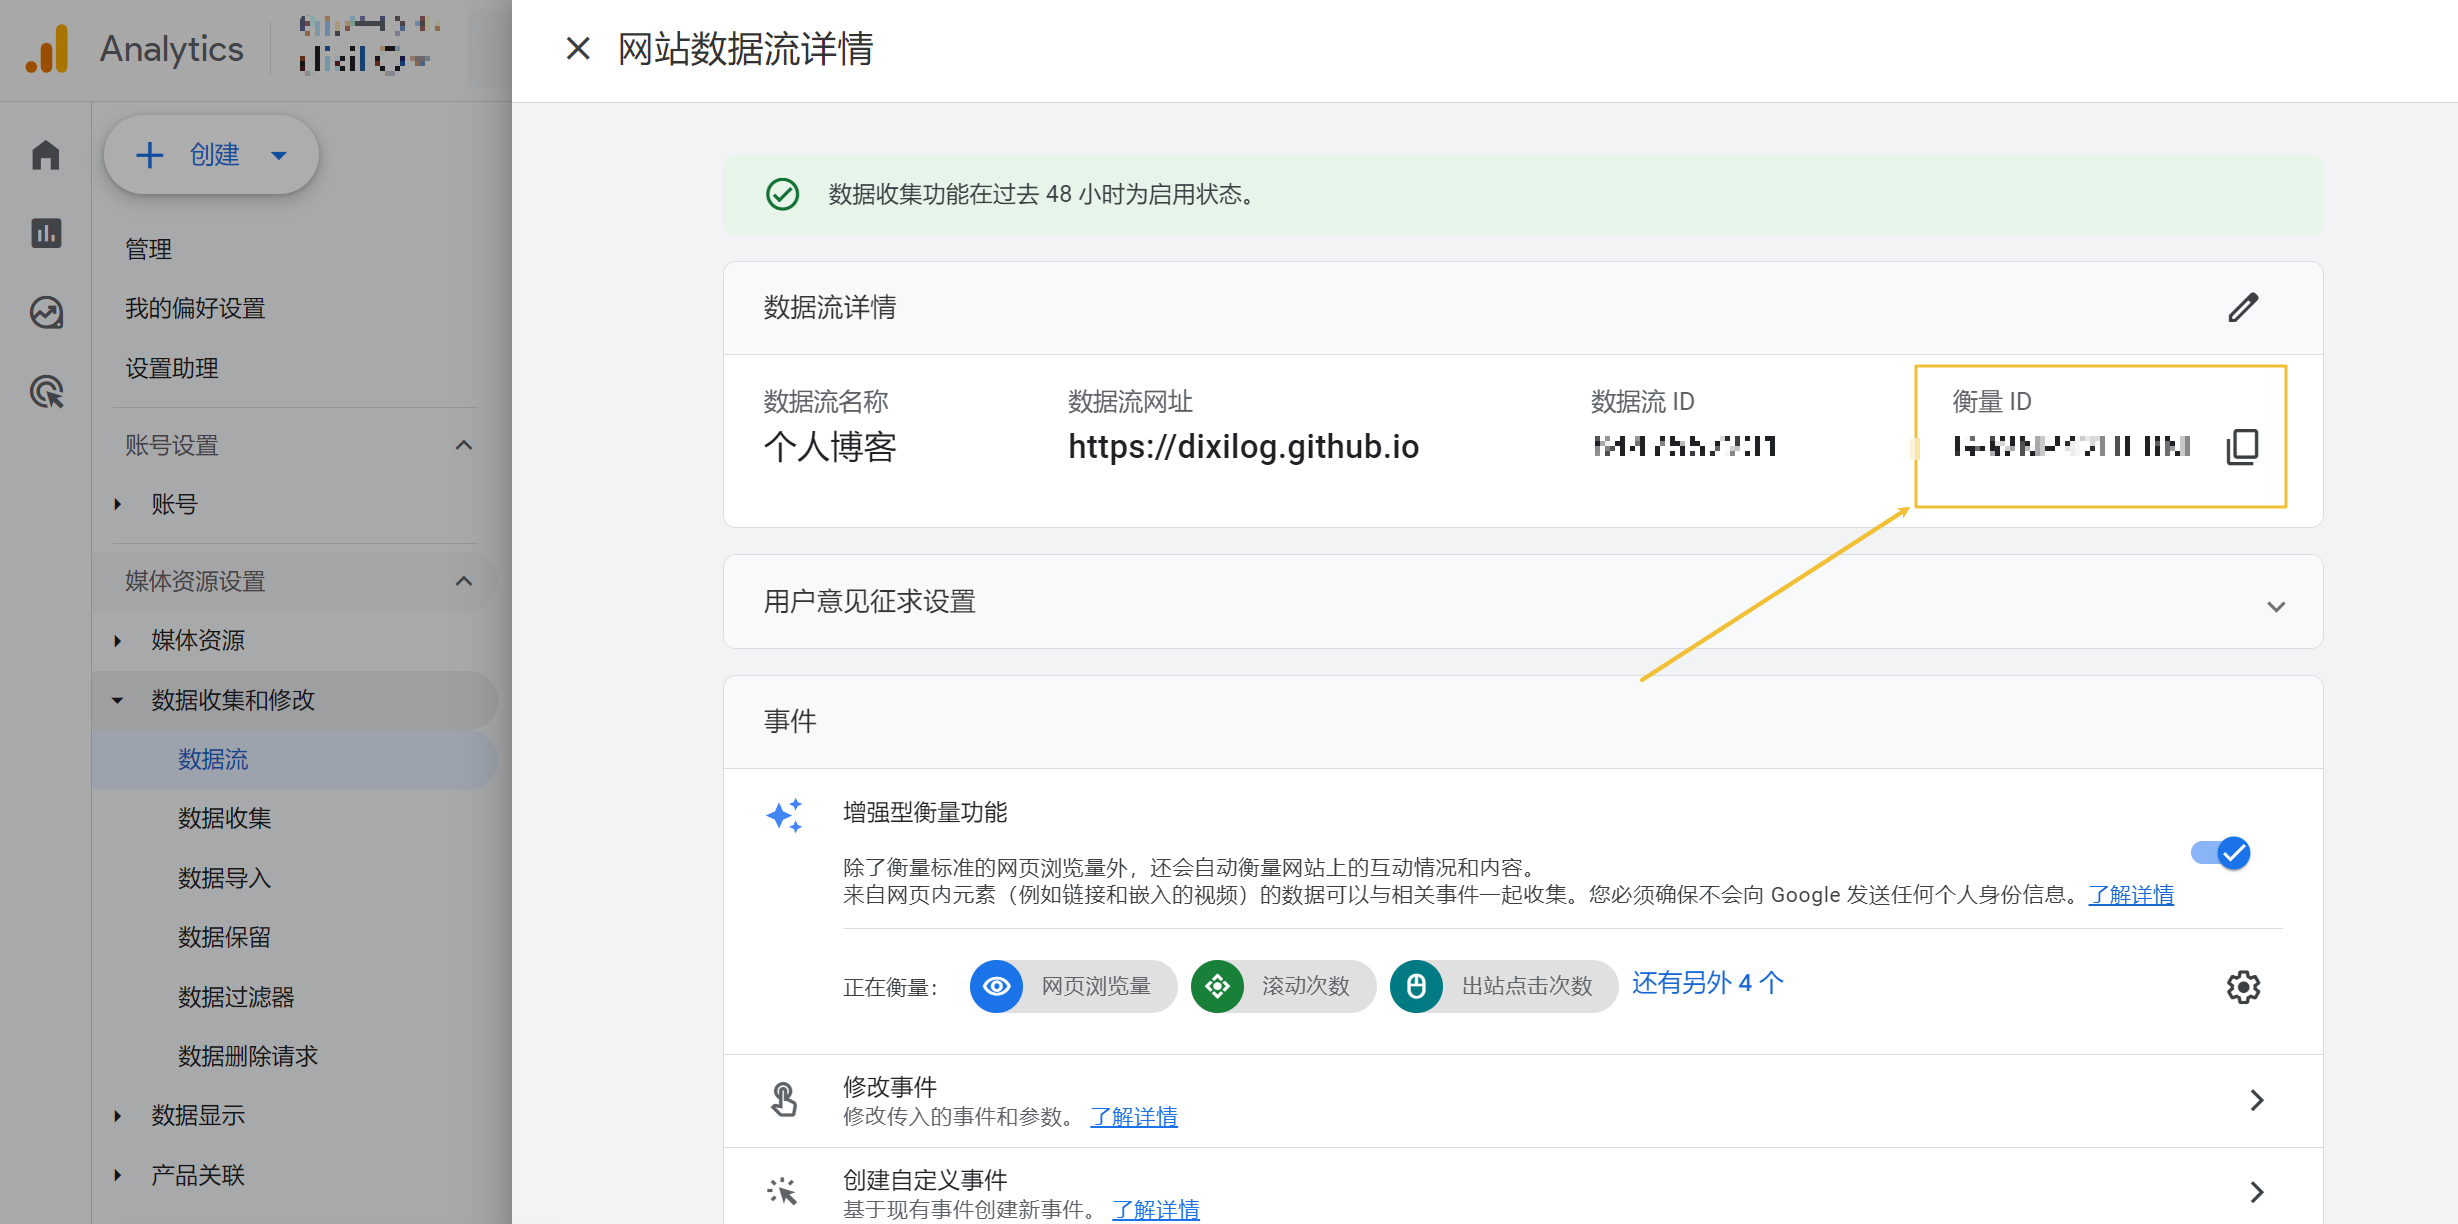 Analytics
网站数据流详情
创建
管理
我的偏好设置
设置助理
账号设置
账号
媒体资源设置
媒体资源
数据收集和修改
数据流
数据收集
数据导入
数据保留
数据过滤器
数据删除请求
数据显示
产品关联
数据收集功能在过去 48 小时为启用状态。
数据流详情
数据流名称
个人博客
数据流网址
https://dixilog.github.io
数据流 ID
衡量 ID
用户意见征求设置
事件
增强型衡量功能
除了衡量标准的网页浏览量外，还会自动衡量网站上的互动情况和内容。
来自网页内元素（例如链接和嵌入的视频）的数据可以与相关事件一起收集。您必须确保不会向 Google 发送任何个人身份信息。了解详情
正在衡量： 网页浏览量 滚动次数 出站点击次数 还有另外 4 个
修改事件
修改传入的事件和参数。 了解详情
创建自定义事件
基于现有事件创建新事件。 了解详情